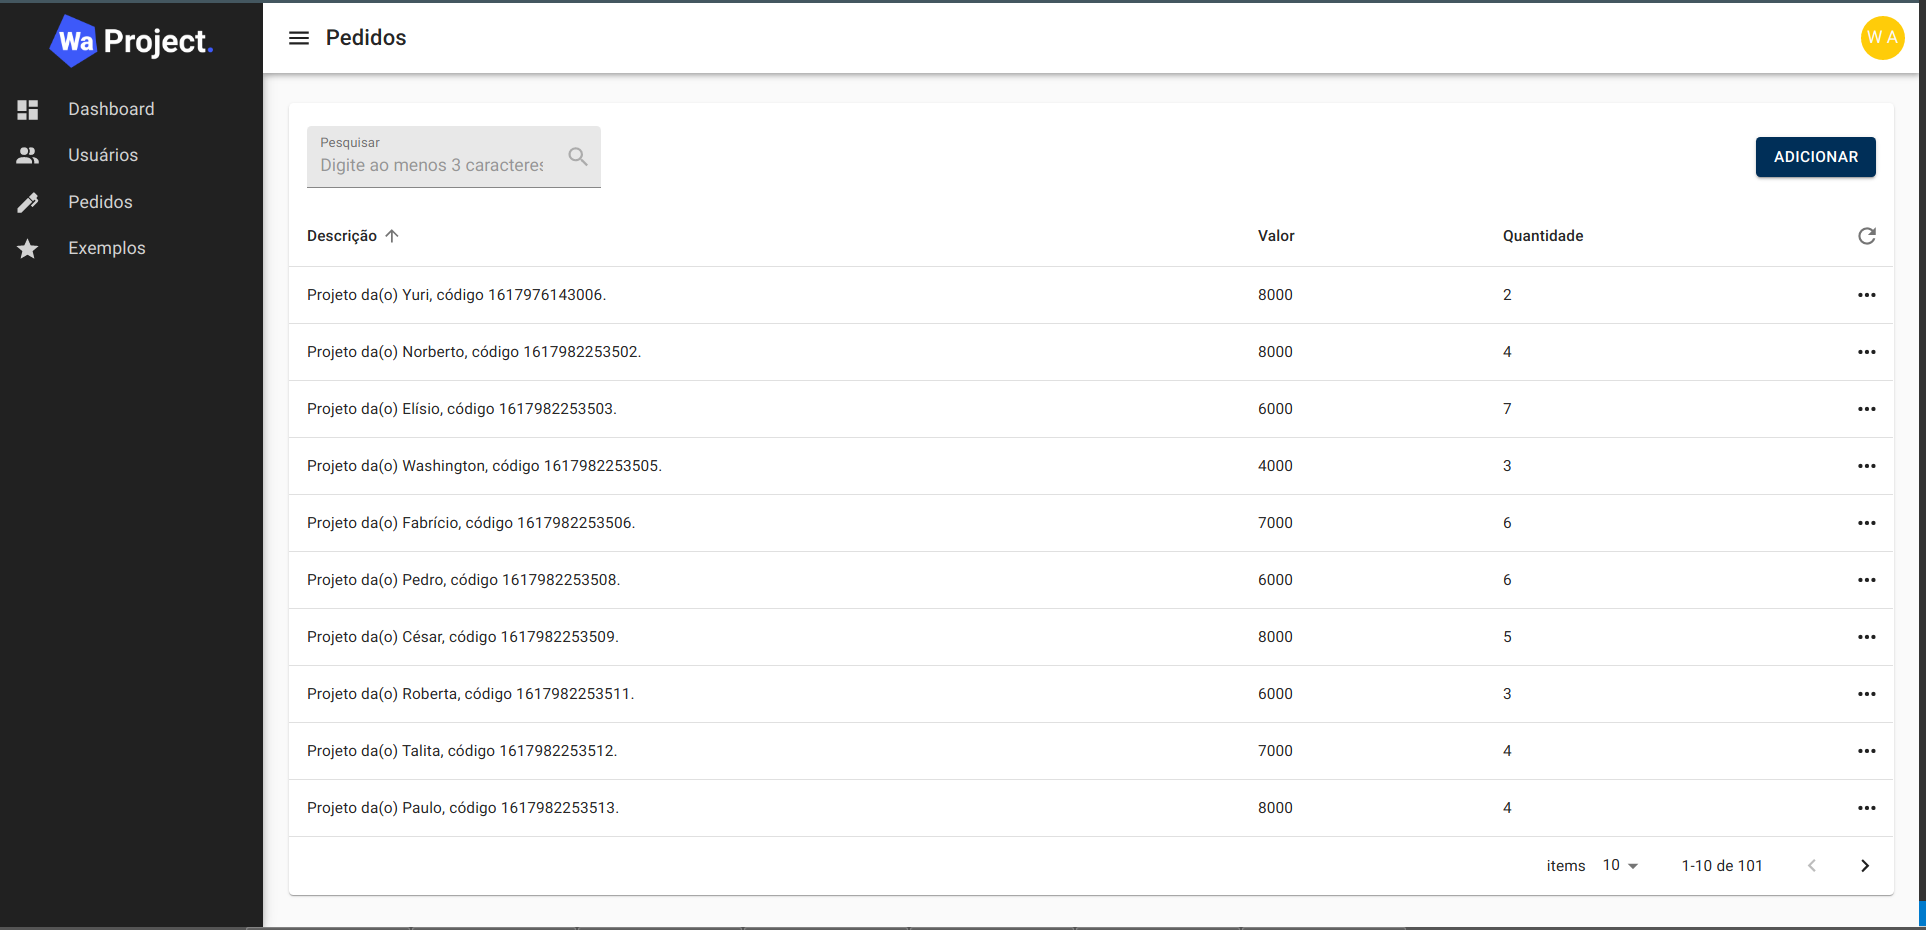 Wa Project.
Pedidos
W A
Dashboard
Usuários
Pedidos
Exemplos
Pesquisar
Digite ao menos 3 caracteres
ADICIONAR
Descrição Valor Quantidade
Projeto da(o) Yuri, código 1617976143006. 8000 2
Projeto da(o) Norberto, código 1617982253502. 8000 4
Projeto da(o) Elísio, código 1617982253503. 6000 7
Projeto da(o) Washington, código 1617982253505. 4000 3
Projeto da(o) Fabrício, código 1617982253506. 7000 6
Projeto da(o) Pedro, código 1617982253508. 6000 6
Projeto da(o) César, código 1617982253509. 8000 5
Projeto da(o) Roberta, código 1617982253511. 6000 3
Projeto da(o) Talita, código 1617982253512. 7000 4
Projeto da(o) Paulo, código 1617982253513. 8000 4
items 10 1-10 de 101